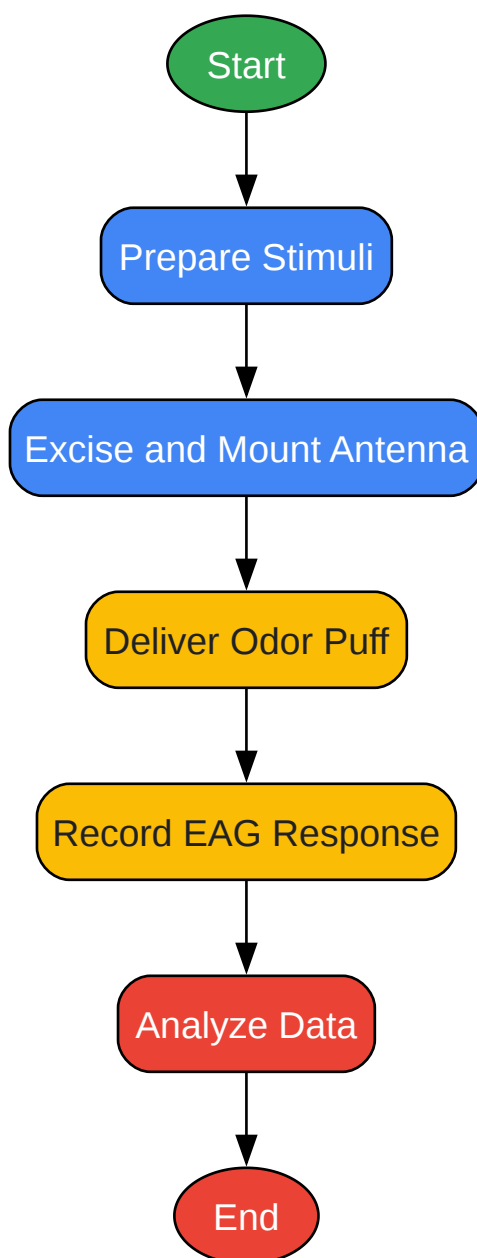 Start
Prepare Stimuli
Excise and Mount Antenna
Deliver Odor Puff
Record EAG Response
Analyze Data
End